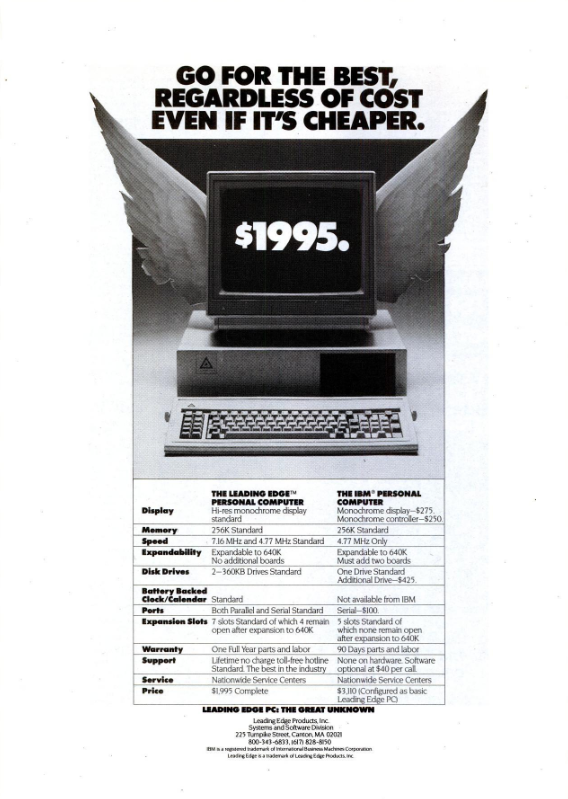 GO FOR THE BEST,
REGARDLESS OF COST
EVEN IF IT'S CHEAPER.
$1995.
THE LEADING EDGE™ THE IBM® PERSONAL
PERSONAL COMPUTER COMPUTER
Display Hi-res monochrome display Monochrome display—$275.
standard Monochrome controller—$250
Memory 256K Standard 256K Standard
Speed 7.16 MHz and 4.77 MHz Standard 4.77 MHz Only
Expandability Expandable to 640K Expandable to 640K
No additional boards Must add two boards
Disk Drives 2—360KB Drives Standard One Drive Standard
Additional Drive—$425.
Battery Backed
Clock/Calendar Standard Not available from IBM
Ports Both Parallel and Serial Standard Serial—$100.
Expansion Slots 7 slots Standard of which 4 remain 5 slots Standard of
open after expansion to 640K which none remain open
after expansion to 640K
Warranty One Full Year parts and labor 90 Days parts and labor
Support Lifetime no charge toll-free hotline None on hardware. Software
Standard. The best in the industry optional at $40 per call.
Service Nationwide Service Centers Nationwide Service Centers
Price $1,995 Complete $3,110 (Configured as basic
Leading Edge PC)
LEADING EDGE PC: THE GREAT UNKNOWN
Leading Edge Products, Inc.
Systems and Software Division
225 Turnpike Street, Canton, MA 02021
800-343-6833, (617) 828-8150
IBM is a registered trademark of International Business Machines Corporation.
Leading Edge is a trademark of Leading Edge Products, Inc.